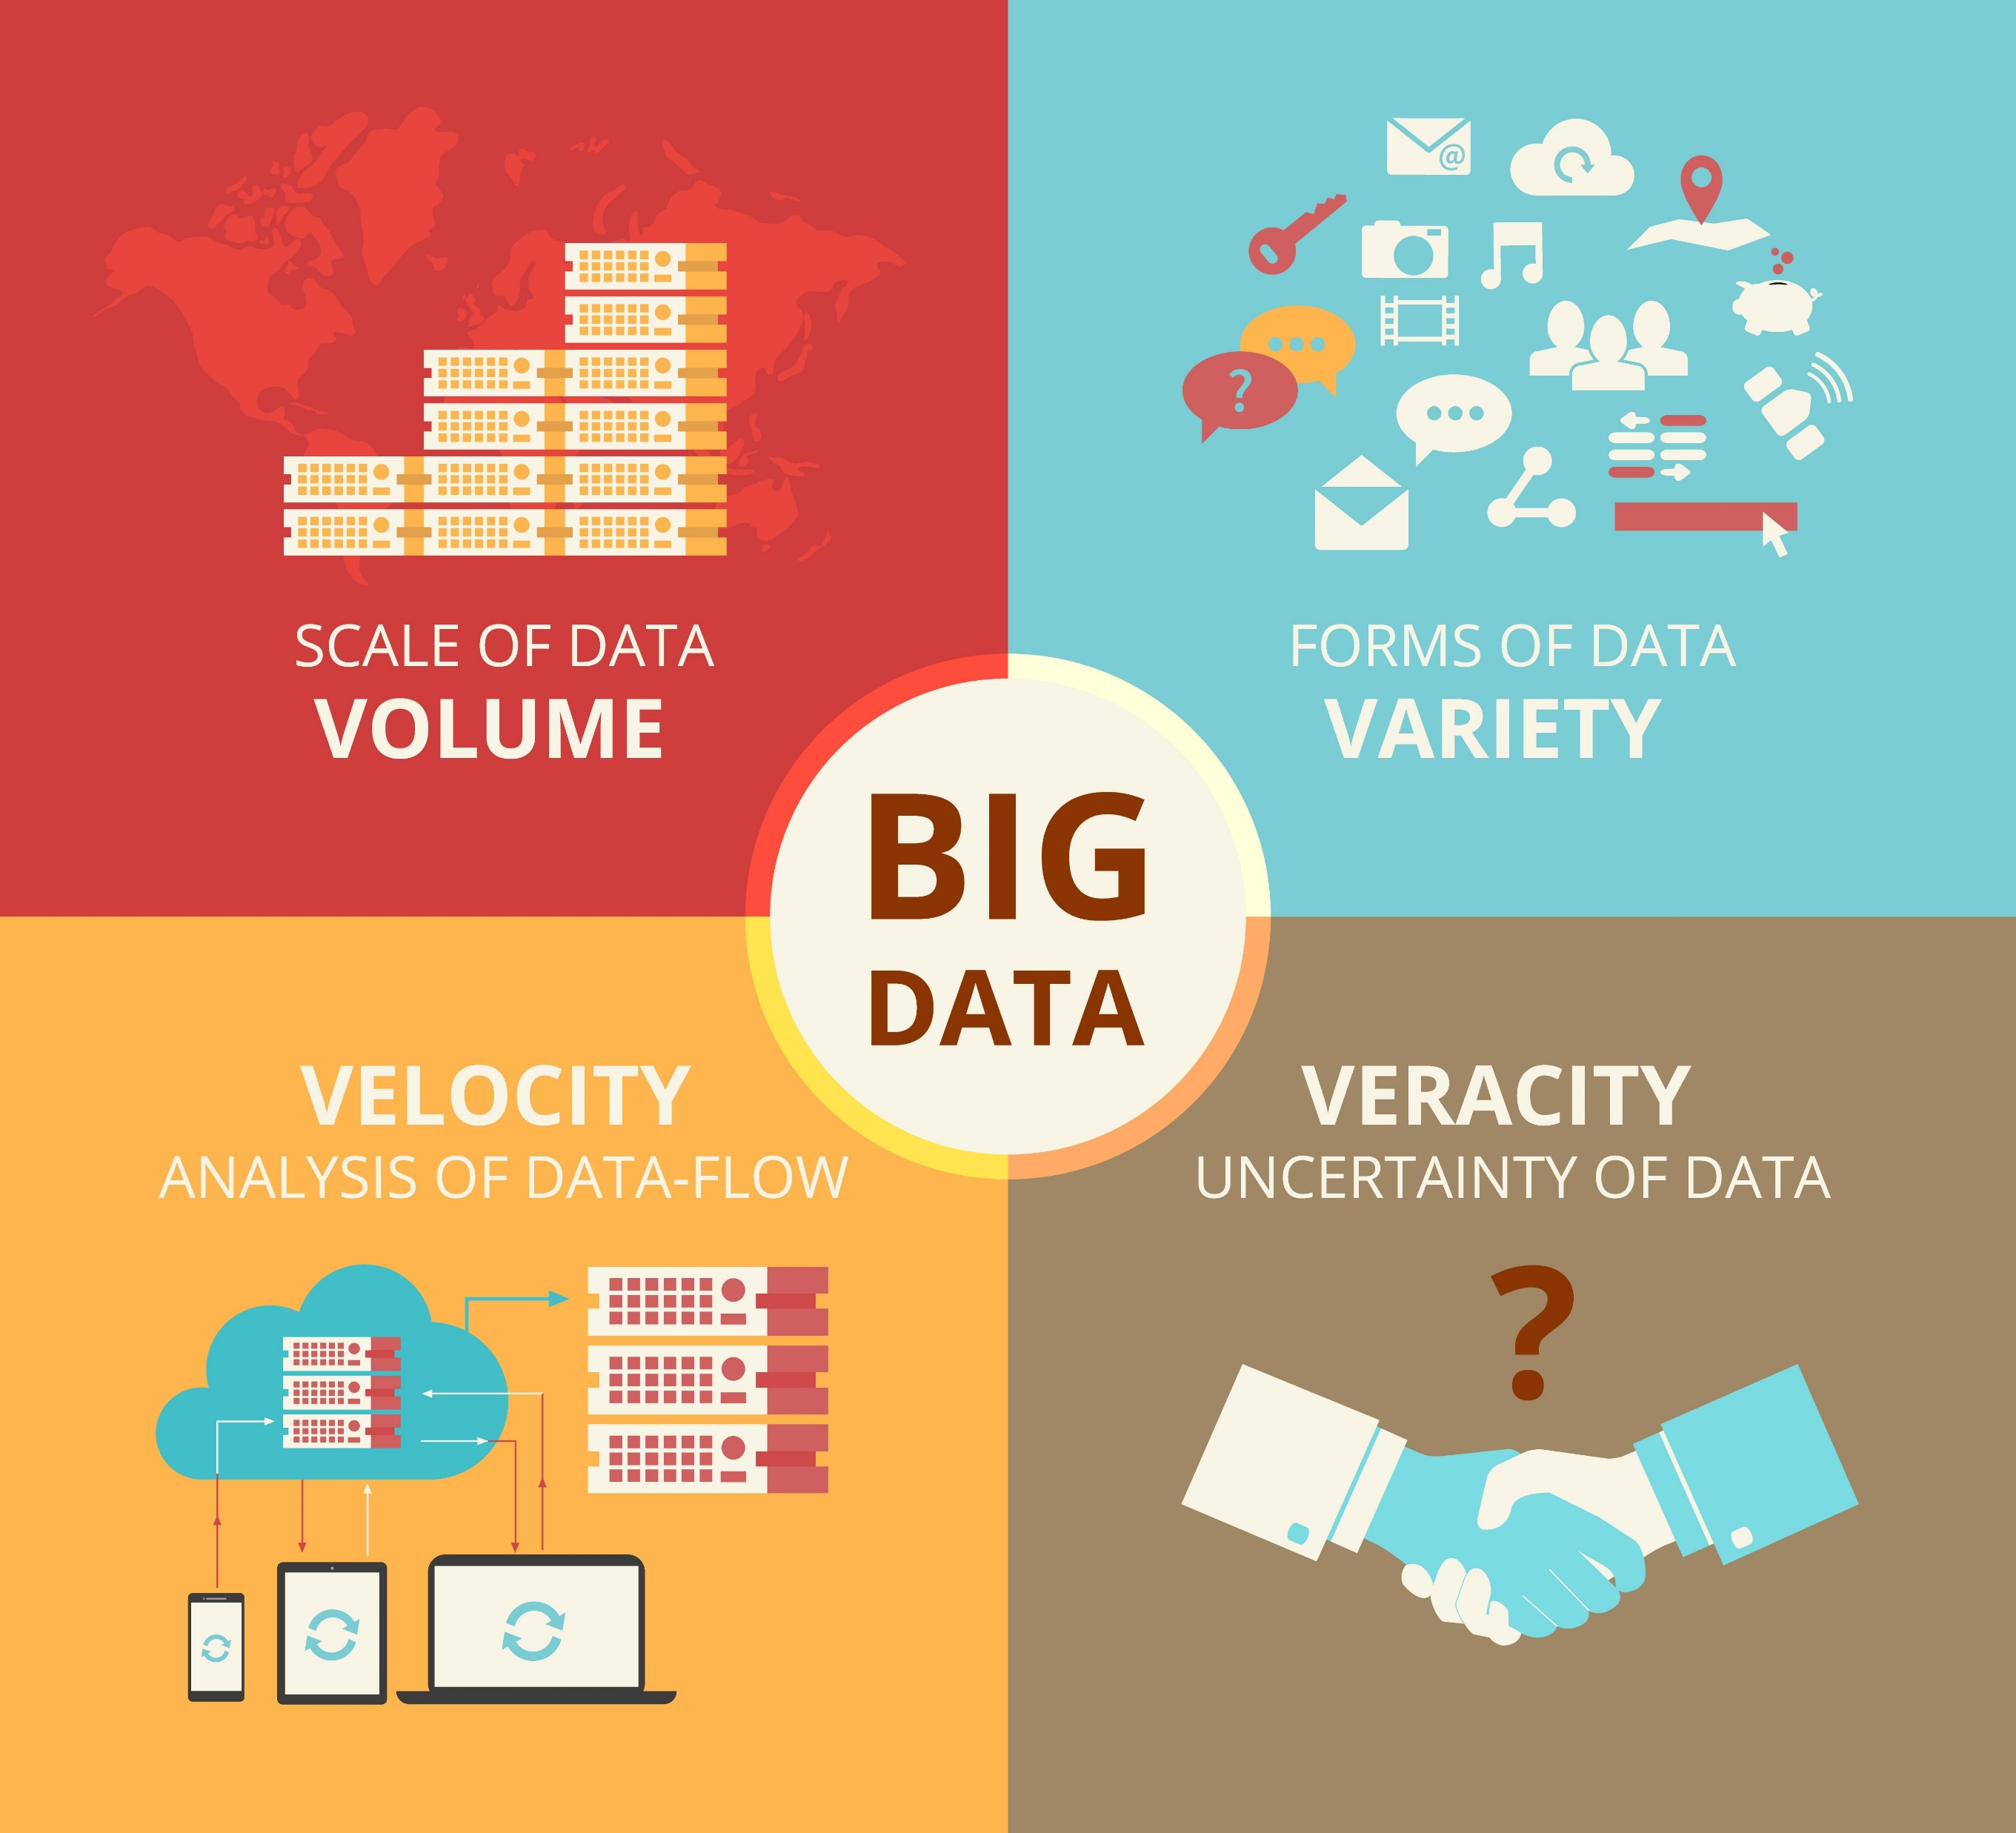 SCALE OF DATA
VOLUME
@
?
FORMS OF DATA
VARIETY
BIG
DATA
VELOCITY
ANALYSIS OF DATA-FLOW
VERACITY
UNCERTAINTY OF DATA
?